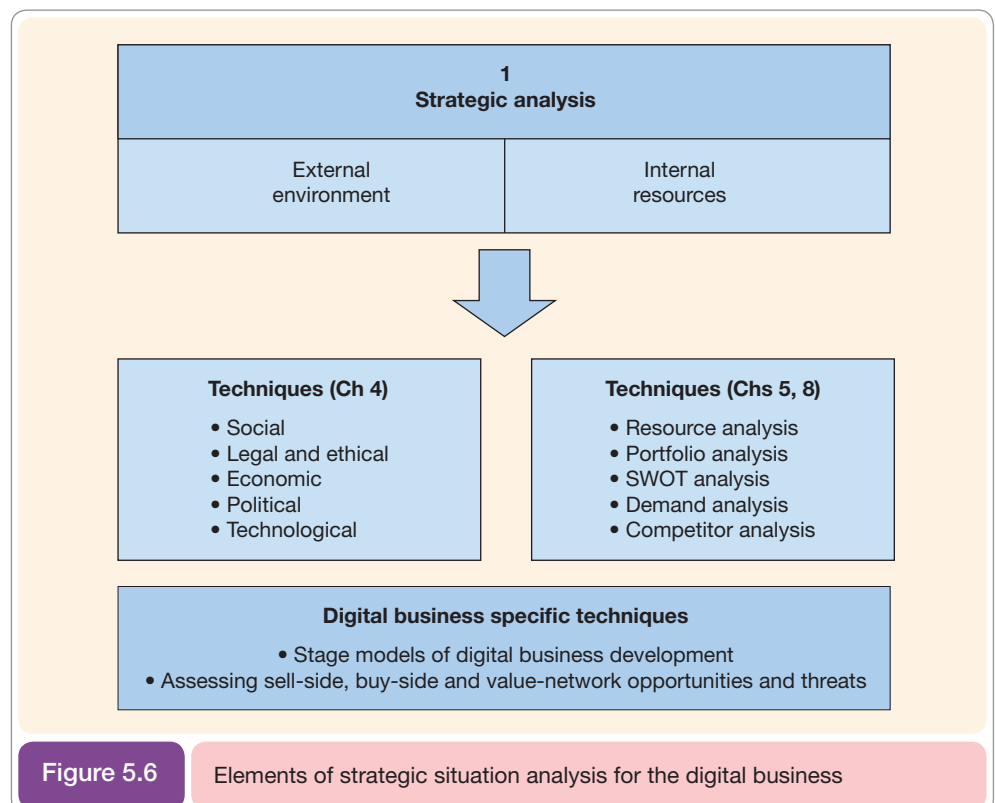 1
Strategic analysis
External
environment
Internal
resources
Techniques (Ch 4)
• Social
• Legal and ethical
• Economic
• Political
• Technological
Techniques (Chs 5, 8)
• Resource analysis
• Portfolio analysis
• SWOT analysis
• Demand analysis
• Competitor analysis
Digital business specific techniques
• Stage models of digital business development
• Assessing sell-side, buy-side and value-network opportunities and threats
Figure 5.6
Elements of strategic situation analysis for the digital business